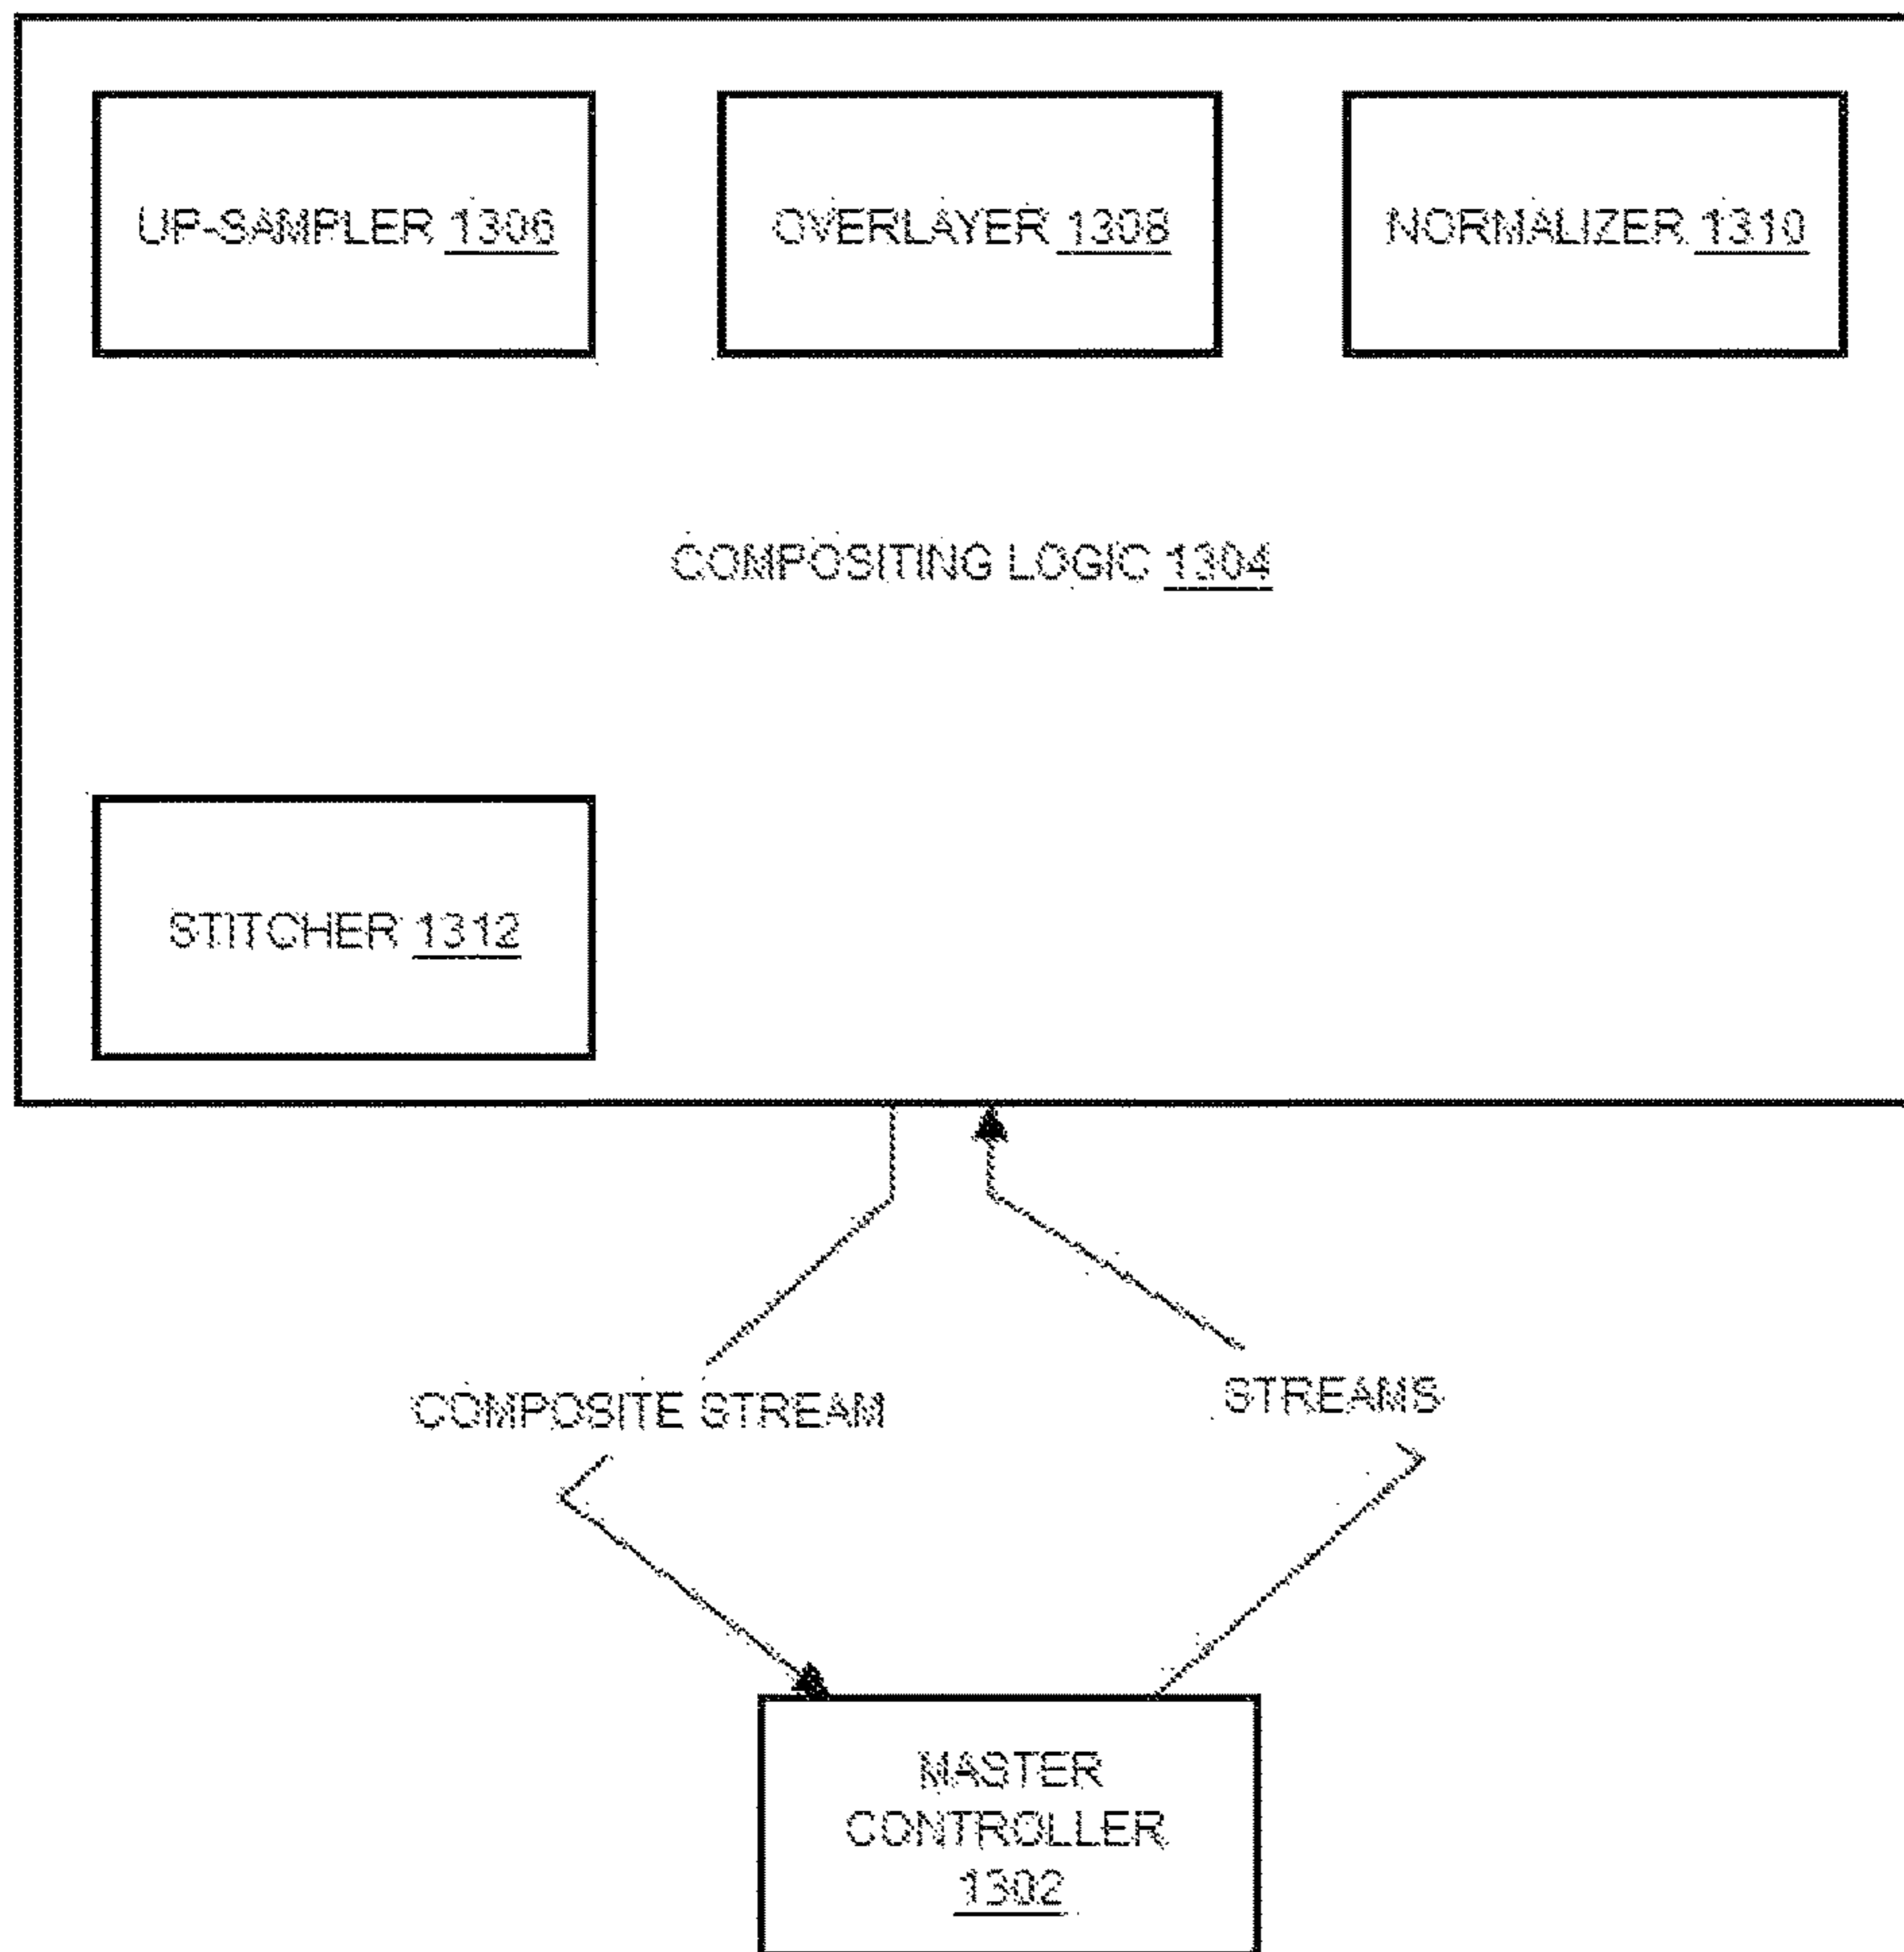 UP-SAMPLER 1306
OVERLAYER 1308
NORMALIZER 1310
COMPOSITING LOGIC 1304
STITCHER 1312
COMPOSITE STREAM
STREAMS
MASTER
CONTROLLER
1302